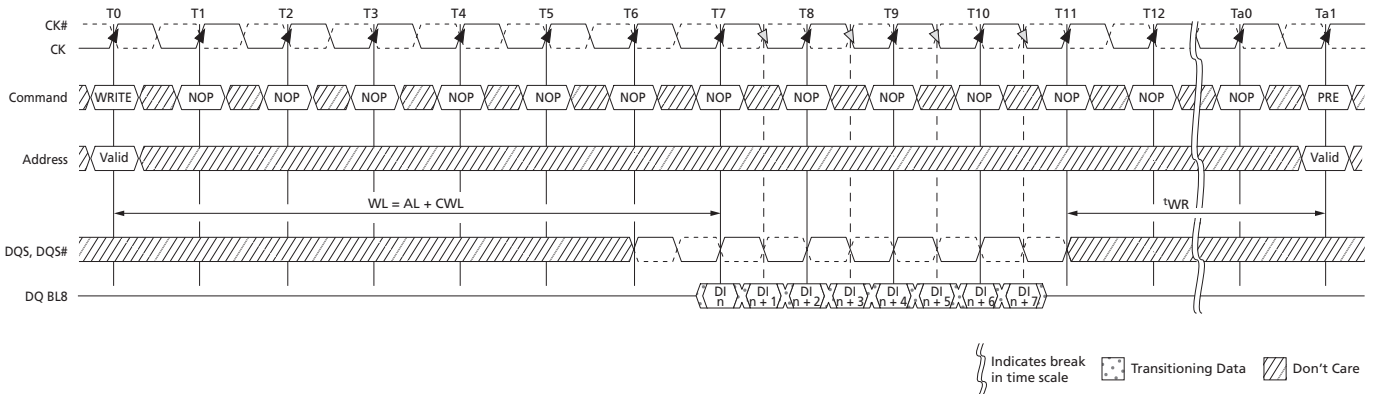 T0 T1 T2 T3 T4 T5 T6 T7 T8 T9 T10 T11 T12 Ta0 Ta1
CK#
CK
Command WRITE NOP NOP NOP NOP NOP NOP NOP NOP NOP NOP NOP NOP NOP PRE
Address Valid Valid
WL = AL + CWL tWR
DQS, DQS#
DQ BL8 DI DI DI DI DI DI DI DI
n n + 1 n + 2 n + 3 n + 4 n + 5 n + 6 n + 7
Indicates break
in time scale Transitioning Data Don't Care